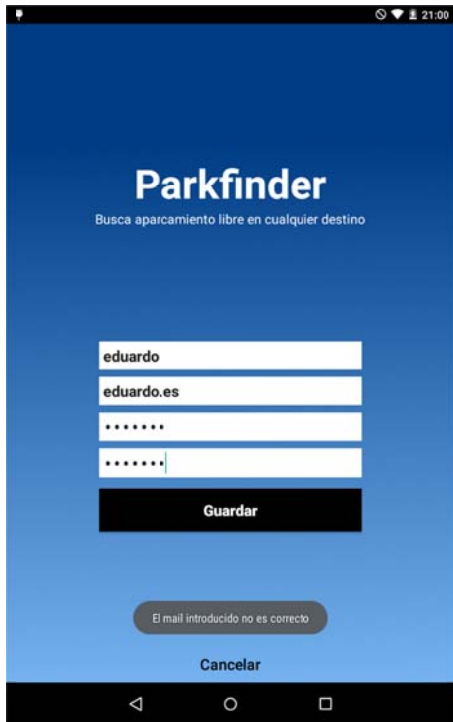 21:00
Parkfinder
Busca aparcamiento libre en cualquier destino
eduardo
eduardo.es
•••••••
•••••••
Guardar
El mail introducido no es correcto
Cancelar